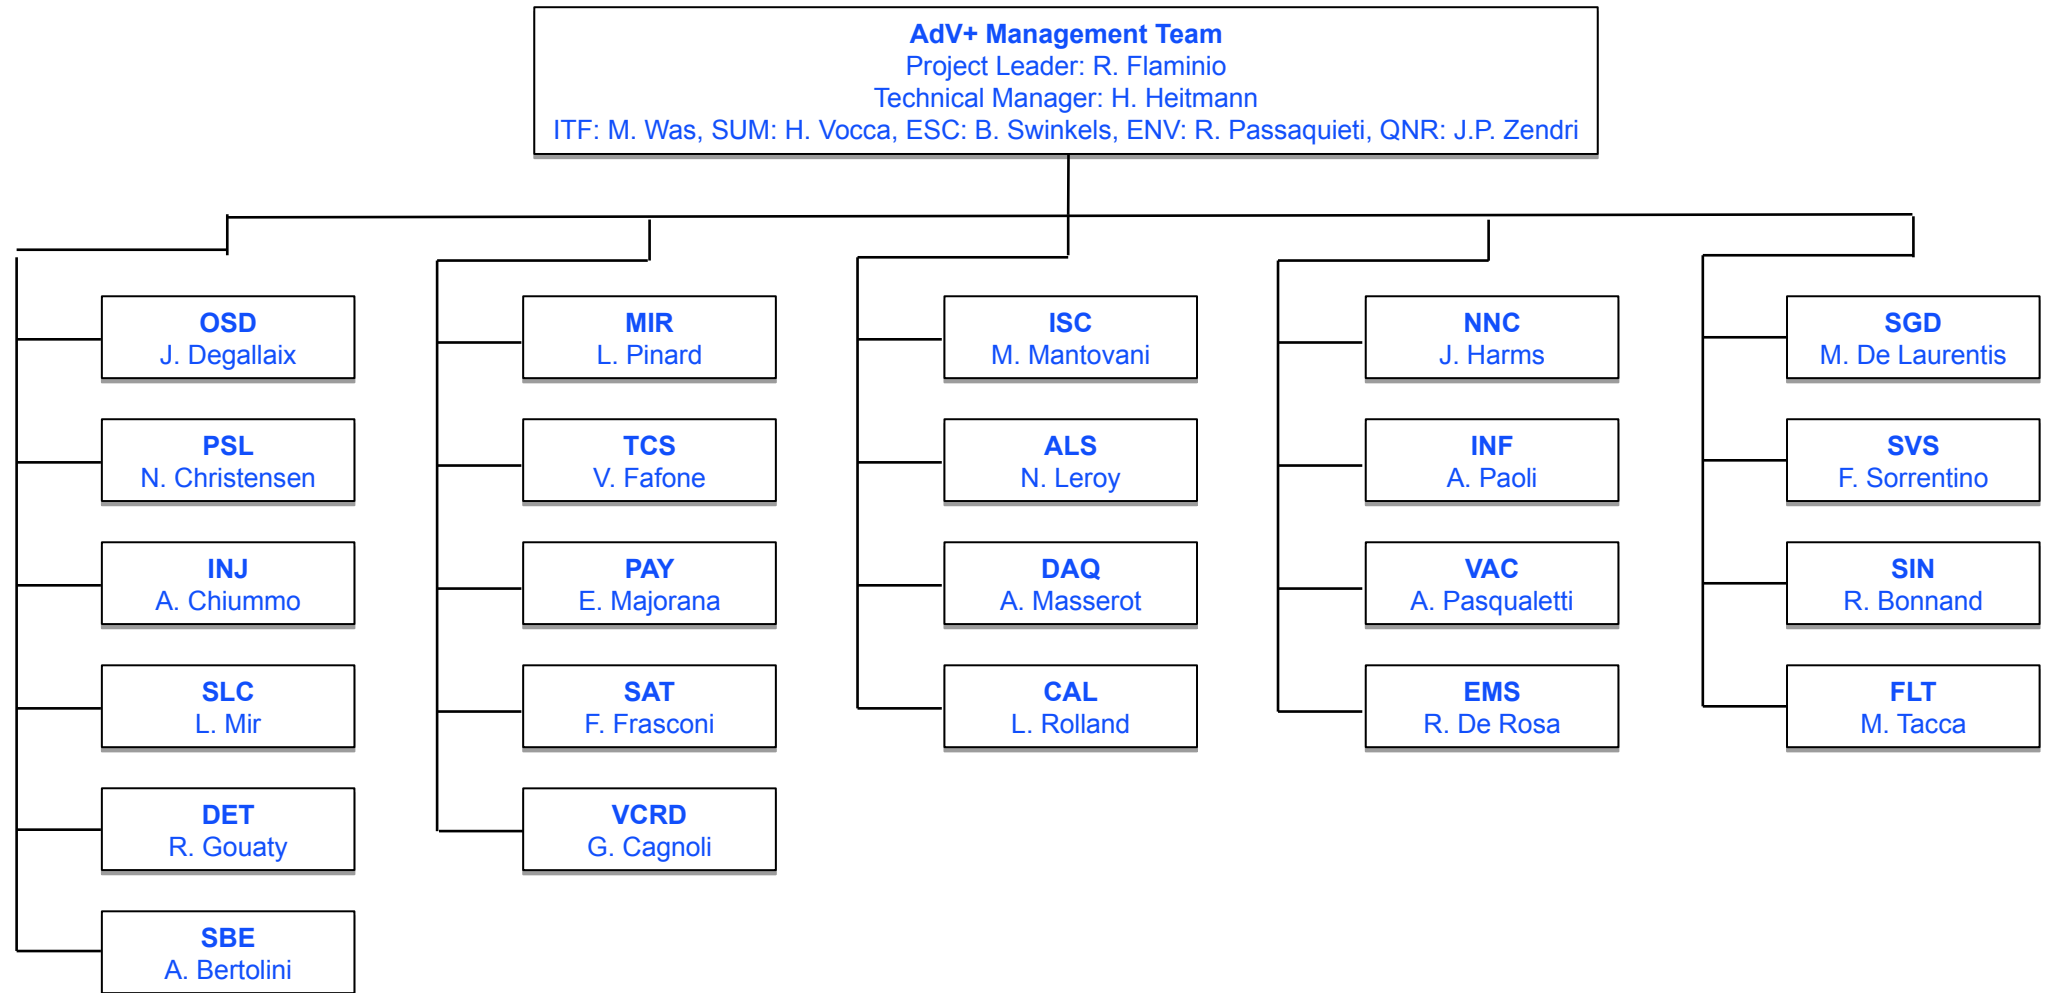 AdV+ Management Team
Project Leader: R. Flaminio
Technical Manager: H. Heitmann
ITF: M. Was, SUM: H. Vocca, ESC: B. Swinkels, ENV: R. Passaquieti, QNR: J.P. Zendri
OSD
J. Degallaix
PSL
N. Christensen
INJ
A. Chiummo
SLC
L. Mir
DET
R. Gouaty
SBE
A. Bertolini
MIR
L. Pinard
TCS
V. Fafone
PAY
E. Majorana
SAT
F. Frasconi
VCRD
G. Cagnoli
ISC
M. Mantovani
ALS
N. Leroy
DAQ
A. Masserot
CAL
L. Rolland
NNC
J. Harms
INF
A. Paoli
VAC
A. Pasqualetti
EMS
R. De Rosa
SGD
M. De Laurentis
SVS
F. Sorrentino
SIN
R. Bonnand
FLT
M. Tacca